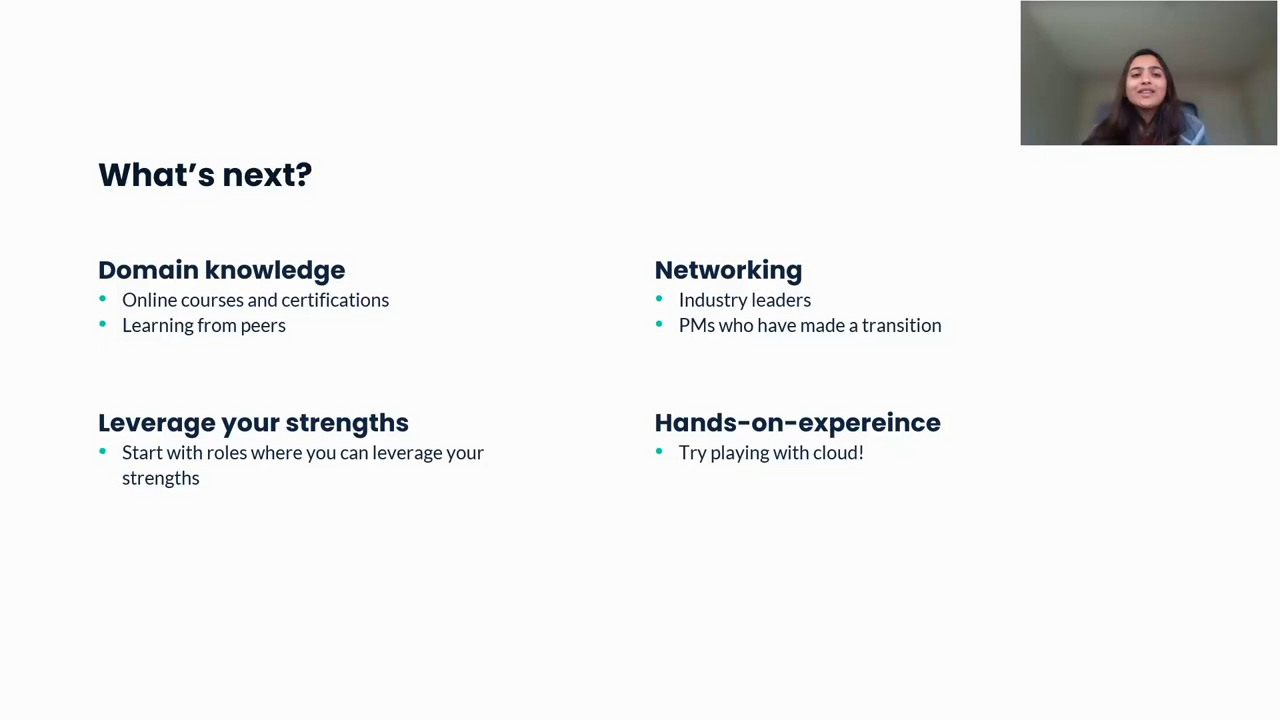 What's next?
Domain knowledge
• Online courses and certifications
• Learning from peers
Networking
• Industry leaders
• PMs who have made a transition
Leverage your strengths
• Start with roles where you can leverage your
strengths
Hands-on-expereince
• Try playing with cloud!